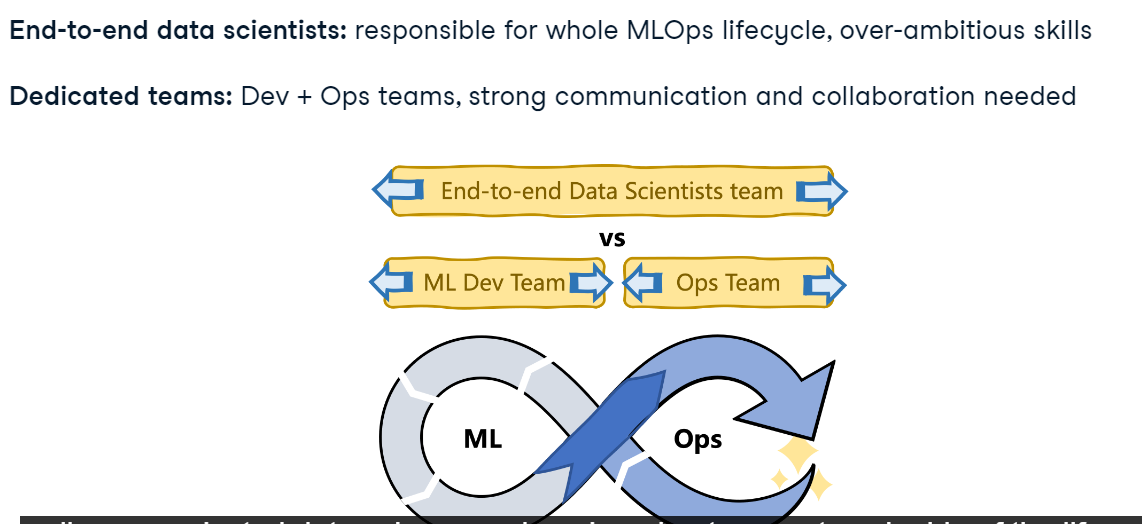 End-to-end data scientists: responsible for whole MLOps lifecycle, over-ambitious skills
Dedicated teams: Dev + Ops teams, strong communication and collaboration needed
End-to-end Data Scientists team
vs
ML Dev Team
Ops Team
ML
Ops